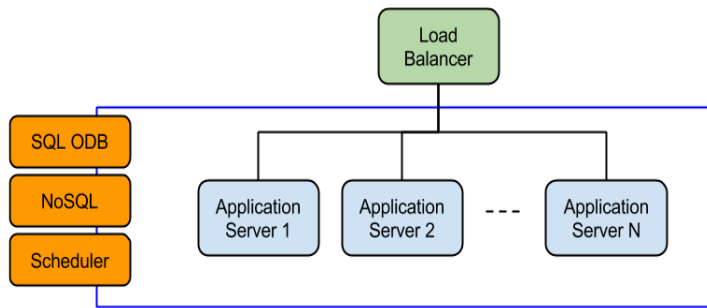 Load
Balancer
SQL ODB
NoSQL
Scheduler
Application
Server 1
Application
Server 2
---
Application
Server N